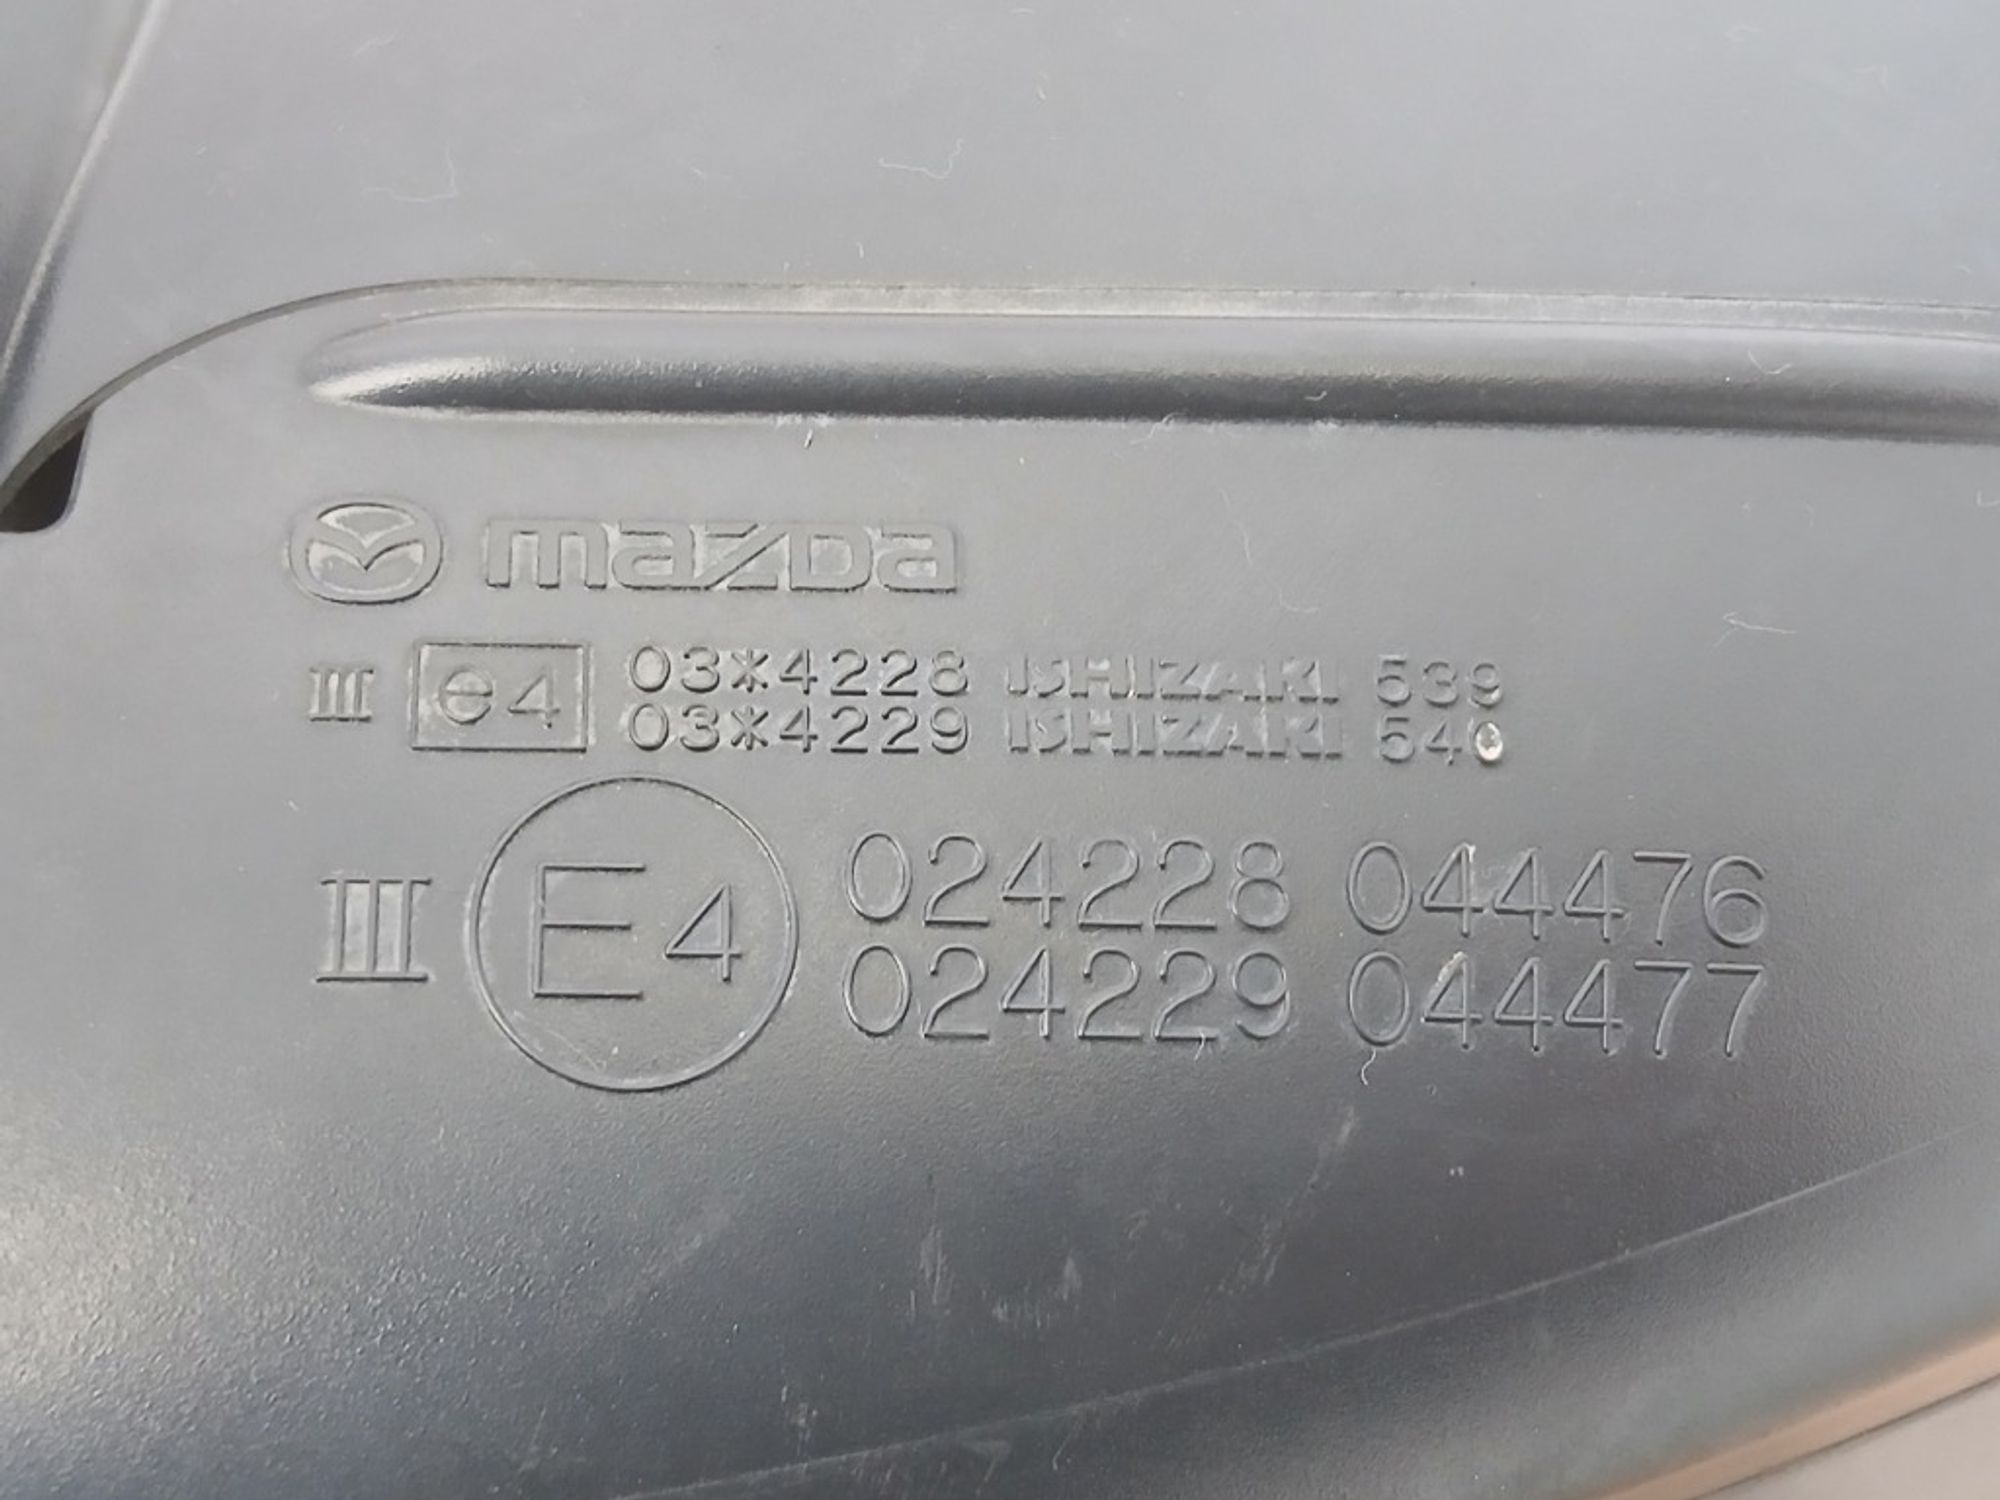 mazda
III e4 03*4228 ISHIZAKI 539
03*4229 ISHIZAKI 540
III E4 024228 044476
024229 044477